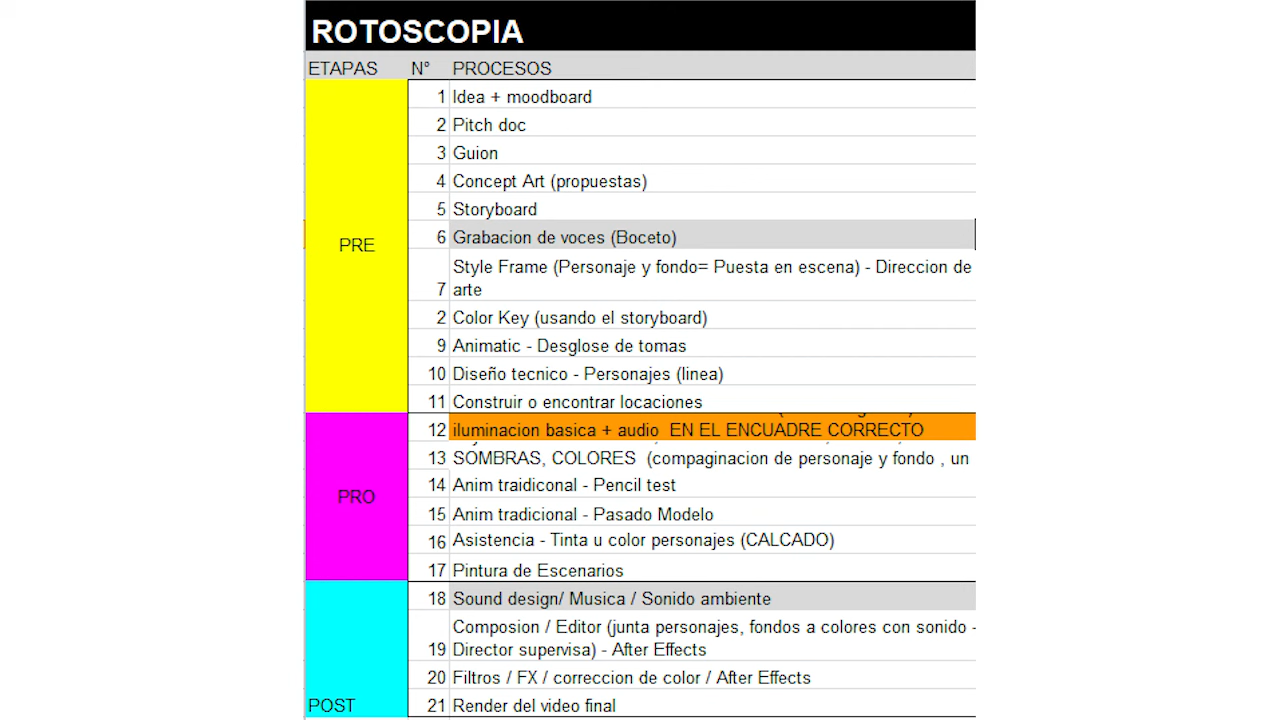 ROTOSCOPIA
ETAPAS N° PROCESOS
PRE
1 Idea + moodboard
2 Pitch doc
3 Guion
4 Concept Art (propuestas)
5 Storyboard
6 Grabacion de voces (Boceto)
Style Frame (Personaje y fondo= Puesta en escena) - Direccion de
7 arte
2 Color Key (usando el storyboard)
9 Animatic - Desglose de tomas
10 Diseño tecnico - Personajes (linea)
11 Construir o encontrar locaciones
PRO
12 iluminacion basica + audio EN EL ENCUADRE CORRECTO
13 SOMBRAS, COLORES (compaginacion de personaje y fondo , un
14 Anim traidiconal - Pencil test
15 Anim tradicional - Pasado Modelo
16 Asistencia - Tinta u color personajes (CALCADO)
17 Pintura de Escenarios
POST
18 Sound design/ Musica / Sonido ambiente
Composion / Editor (junta personajes, fondos a colores con sonido -
19 Director supervisa) - After Effects
20 Filtros / FX / correccion de color / After Effects
21 Render del video final